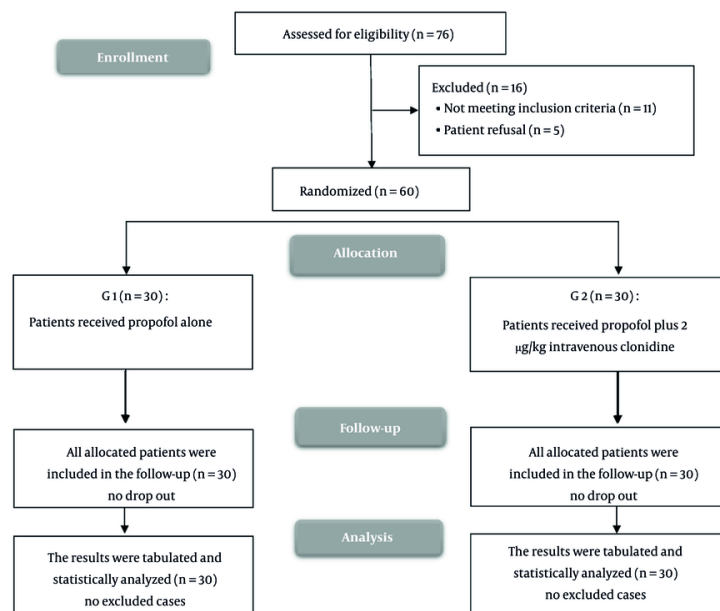 Assessed for eligibility (n = 76)
Enrollment
Excluded (n = 16)
▪ Not meeting inclusion criteria (n = 11)
▪ Patient refusal (n = 5)
Randomized (n = 60)
Allocation
G 1 (n = 30) :
Patients received propofol alone
G 2 (n = 30) :
Patients received propofol plus 2
µg/kg intravenous clonidine
Follow-up
All allocated patients were
included in the follow-up (n = 30)
no drop out
All allocated patients were
included in the follow-up (n = 30)
no drop out
Analysis
The results were tabulated and
statistically analyzed (n = 30)
no excluded cases
The results were tabulated and
statistically analyzed (n = 30)
no excluded cases